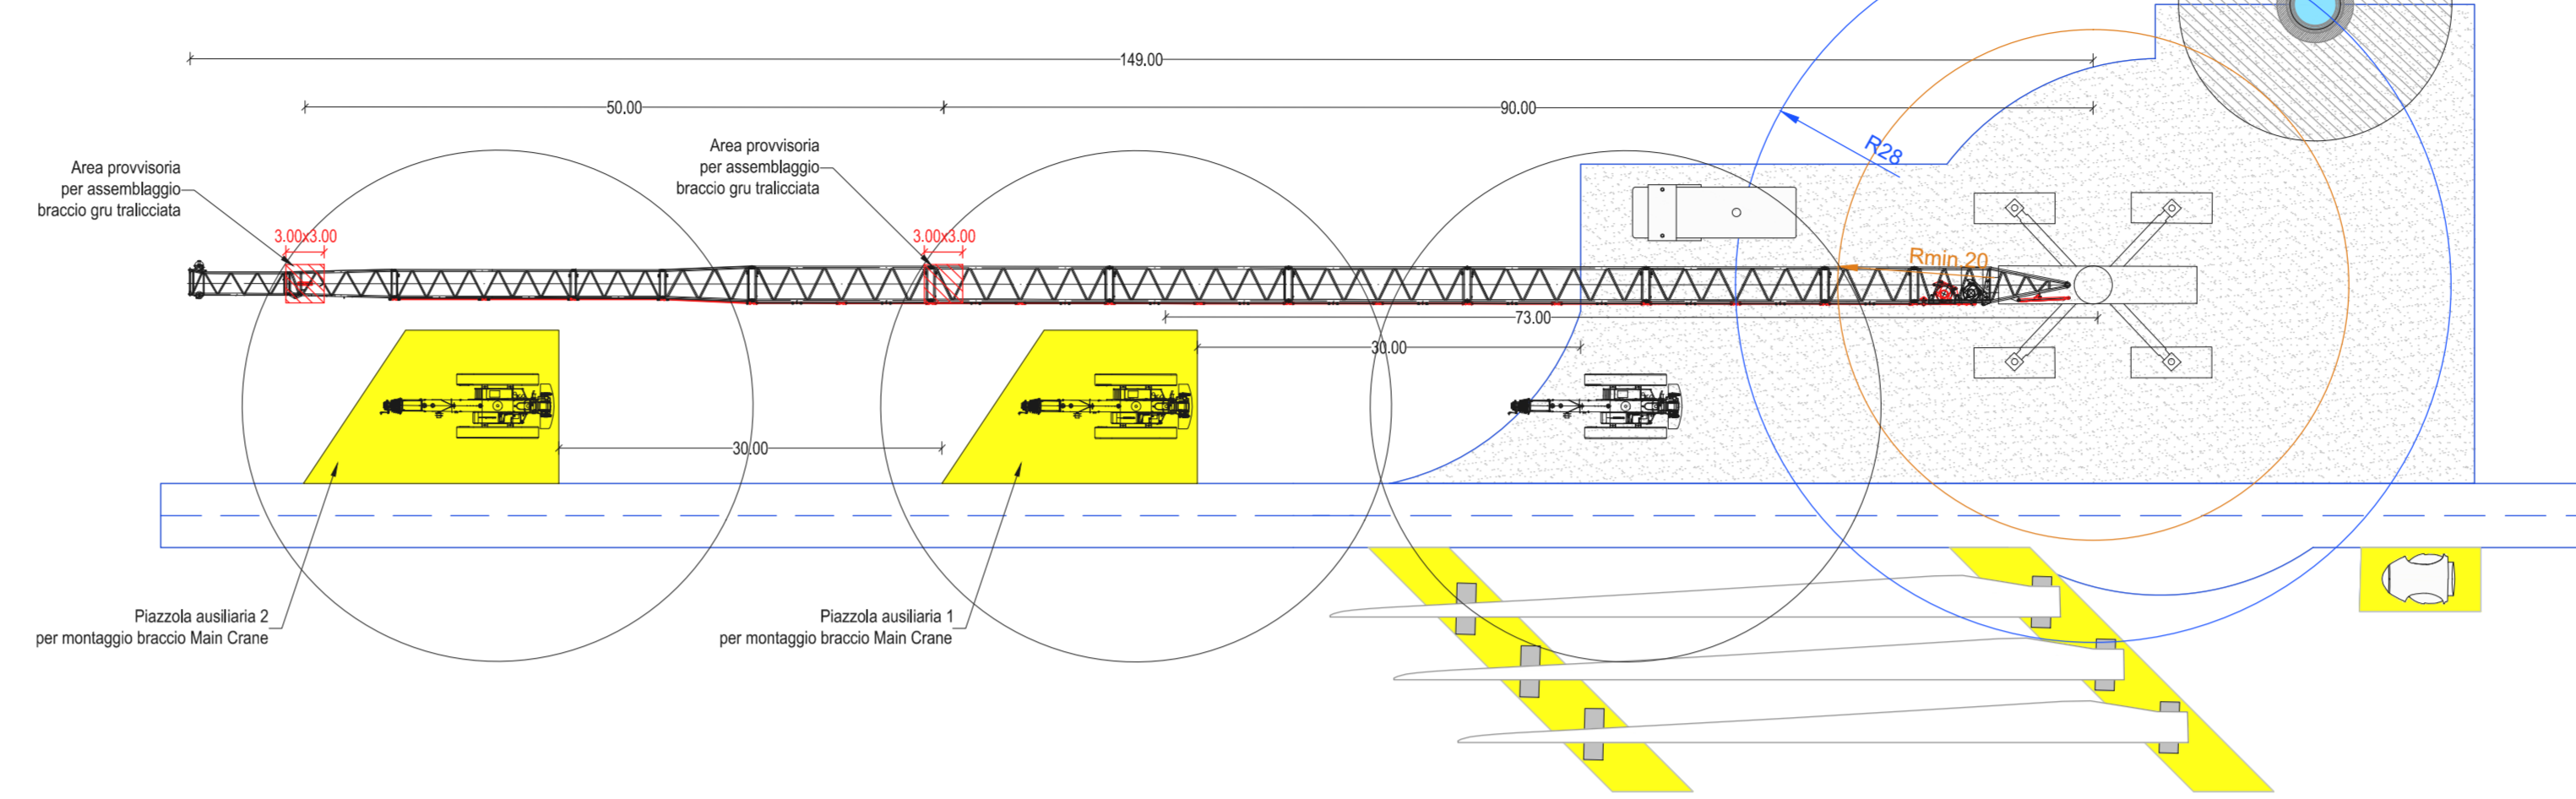 149.00
50.00
90.00
Area provvisoria
per assemblaggio
braccio gru tralicciata
Area provvisoria
per assemblaggio
braccio gru tralicciata
R28
3.00x3.00
3.00x3.00
Rmin 20
73.00
30.00
30.00
Piazzola ausiliaria 2
per montaggio braccio Main Crane
Piazzola ausiliaria 1
per montaggio braccio Main Crane